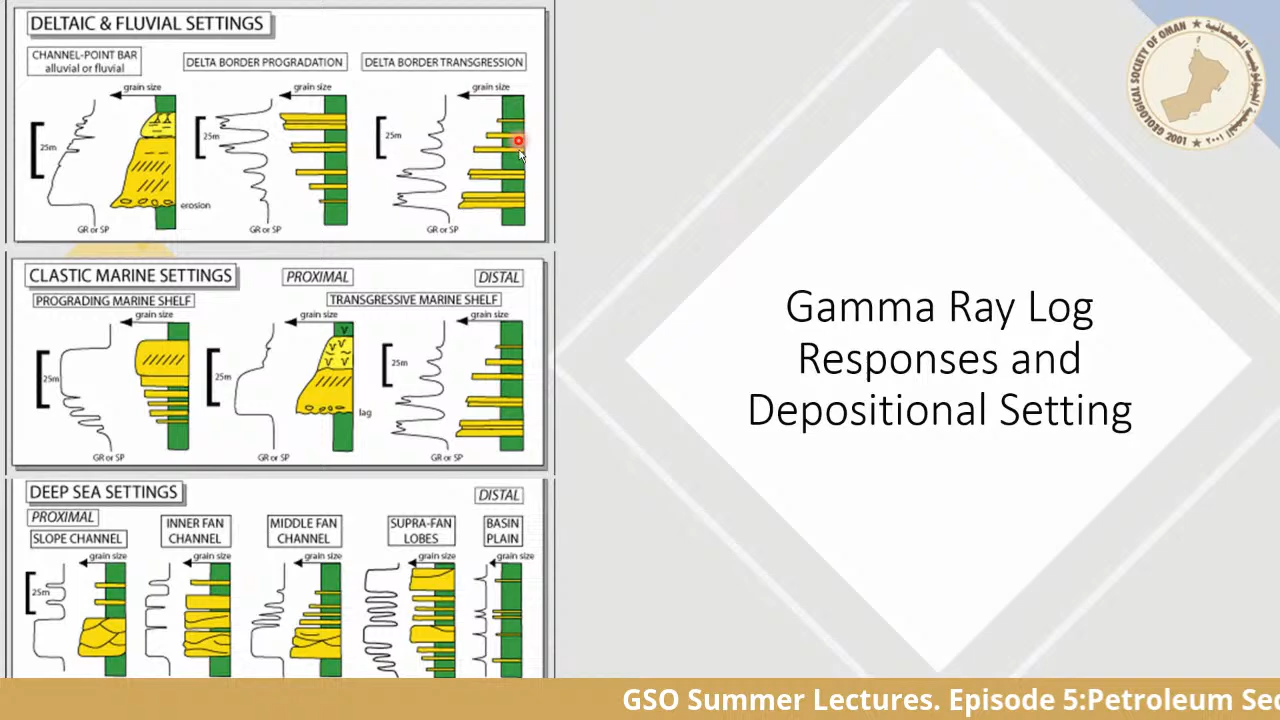 DELTAIC & FLUVIAL SETTINGS
CHANNEL-POINT BAR
alluvial or fluvial
DELTA BORDER PROGRADATION
DELTA BORDER TRANSGRESSION
grain size
grain size
grain size
25m
25m
25m
erosion
GR or SP
GR or SP
GR or SP
CLASTIC MARINE SETTINGS
PROXIMAL
DISTAL
PROGRADING MARINE SHELF
TRANSGRESSIVE MARINE SHELF
grain size
grain size
grain size
25m
25m
25m
lag
GR or SP
GR or SP
GR or SP
DEEP SEA SETTINGS
DISTAL
PROXIMAL
SLOPE CHANNEL
INNER FAN
CHANNEL
MIDDLE FAN
CHANNEL
SUPRA-FAN
LOBES
BASIN
PLAIN
grain size
grain size
grain size
grain size
grain size
25m
Gamma Ray Log
Responses and
Depositional Setting
GEOLOGICAL SOCIETY OF OMAN
الجمعية الجيولوجية العمانية
2001 ٢٠٠١
GSO Summer Lectures. Episode 5:Petroleum Sec